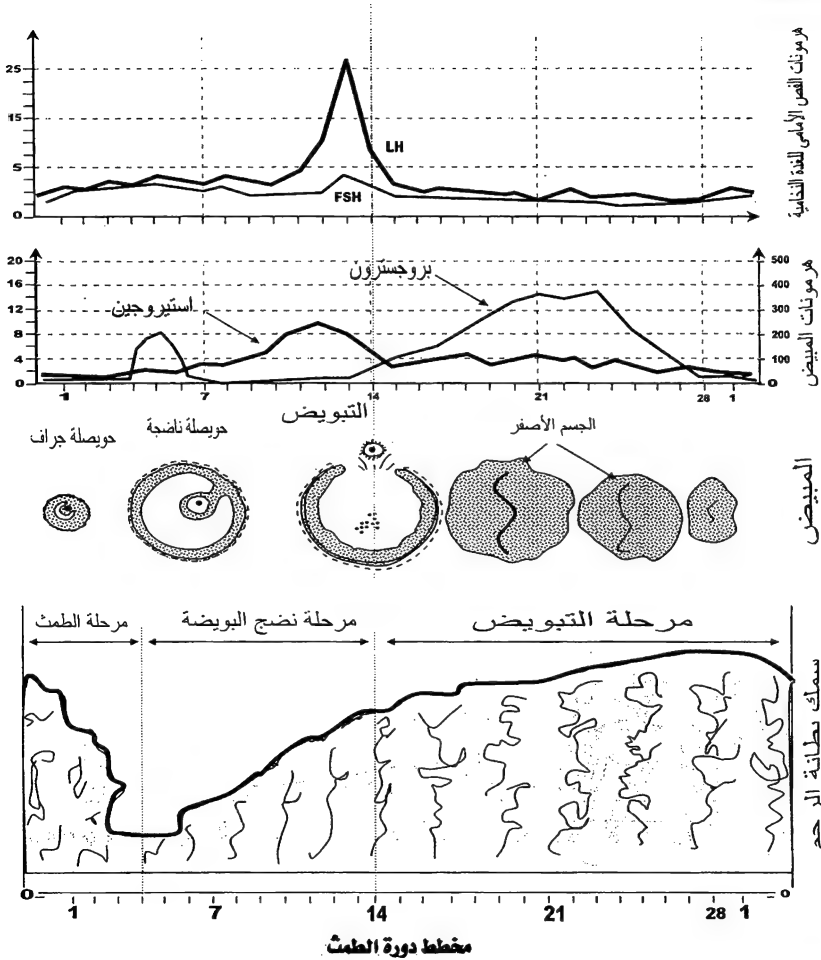 هرمونات الفص الأمامي للغدة النخامية
25
15
5
0
LH
FSH
هرمونات المبيض
20
16
12
8
4
0
500
400
300
200
100
0
بروجسترون
استيروجين
1 7 14 21 28 1
التبويض
حويصلة جراف
حويصلة ناضجة
الجسم الأصفر
المبيض
مرحلة الطمث
مرحلة نضج البويضة
مرحلة التبويض
سمك بطانة الرحم
0 0
1 7 14 21 28 1
مخطط دورة الطمث